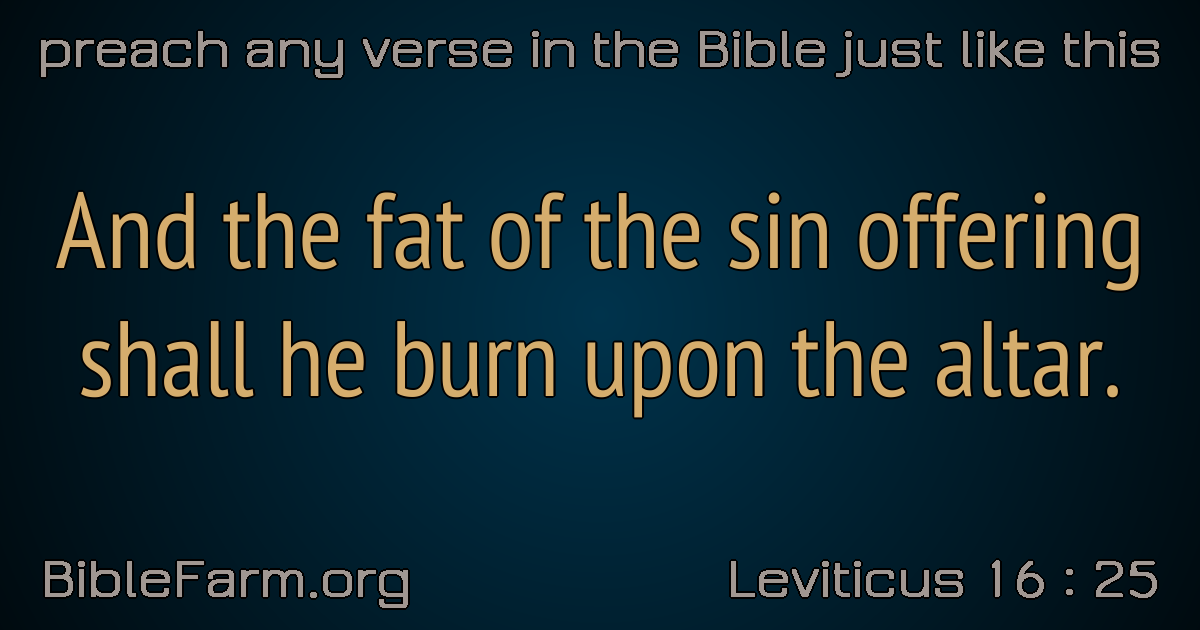 preach any verse in the Bible just like this
And the fat of the sin offering
shall he burn upon the altar.
BibleFarm.org
Leviticus 16 : 25